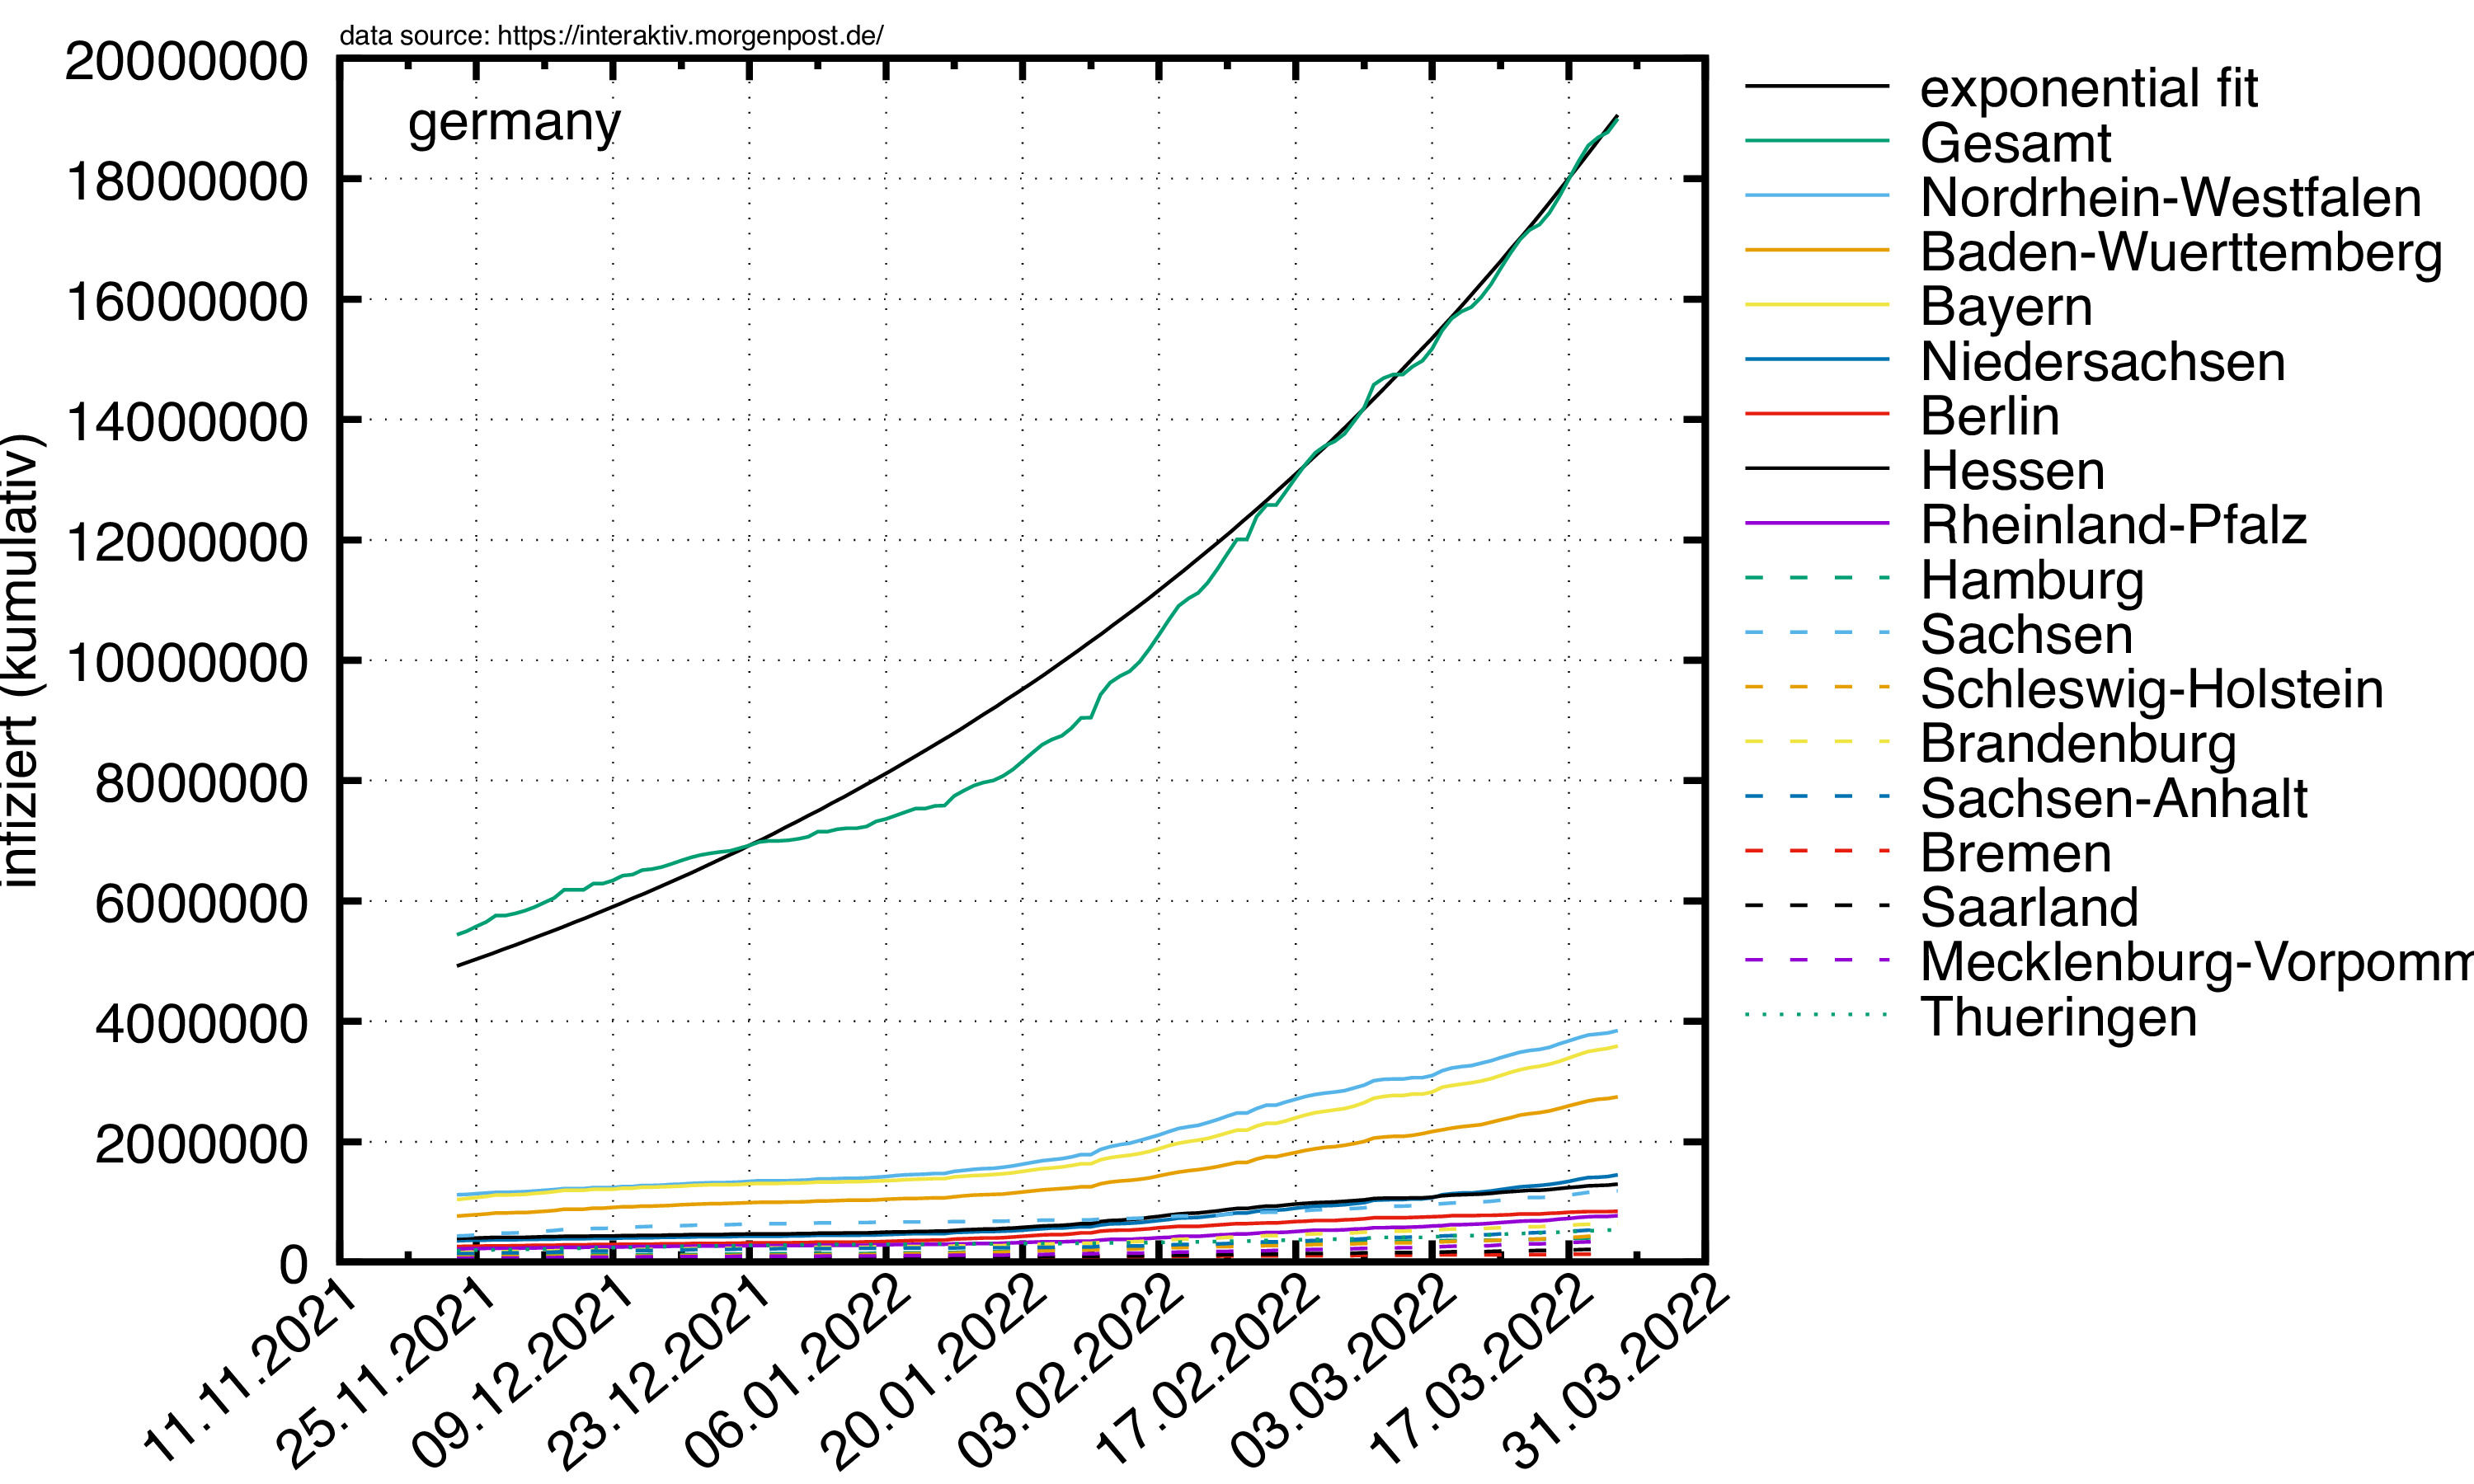 data source: https://interaktiv.morgenpost.de/
germany
infiziert (kumulativ)
20000000
18000000
16000000
14000000
12000000
10000000
8000000
6000000
4000000
2000000
0
11.11.2021
25.11.2021
09.12.2021
23.12.2021
06.01.2022
20.01.2022
03.02.2022
17.02.2022
03.03.2022
17.03.2022
31.03.2022
exponential fit
Gesamt
Nordrhein-Westfalen
Baden-Wuerttemberg
Bayern
Niedersachsen
Berlin
Hessen
Rheinland-Pfalz
Hamburg
Sachsen
Schleswig-Holstein
Brandenburg
Sachsen-Anhalt
Bremen
Saarland
Mecklenburg-Vorpomm
Thueringen